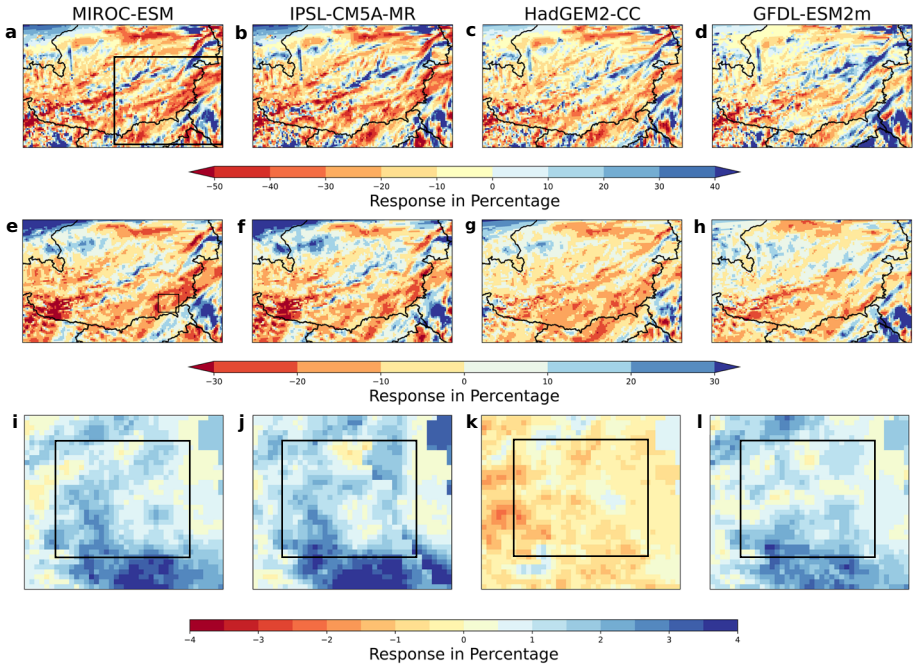 MIROC-ESM IPSL-CM5A-MR HadGEM2-CC GFDL-ESM2m
a b c d
−50 −40 −30 −20 −10 0 10 20 30 40
Response in Percentage
e f g h
−30 −20 −10 0 10 20 30
Response in Percentage
i j k l
−4 −3 −2 −1 0 1 2 3 4
Response in Percentage